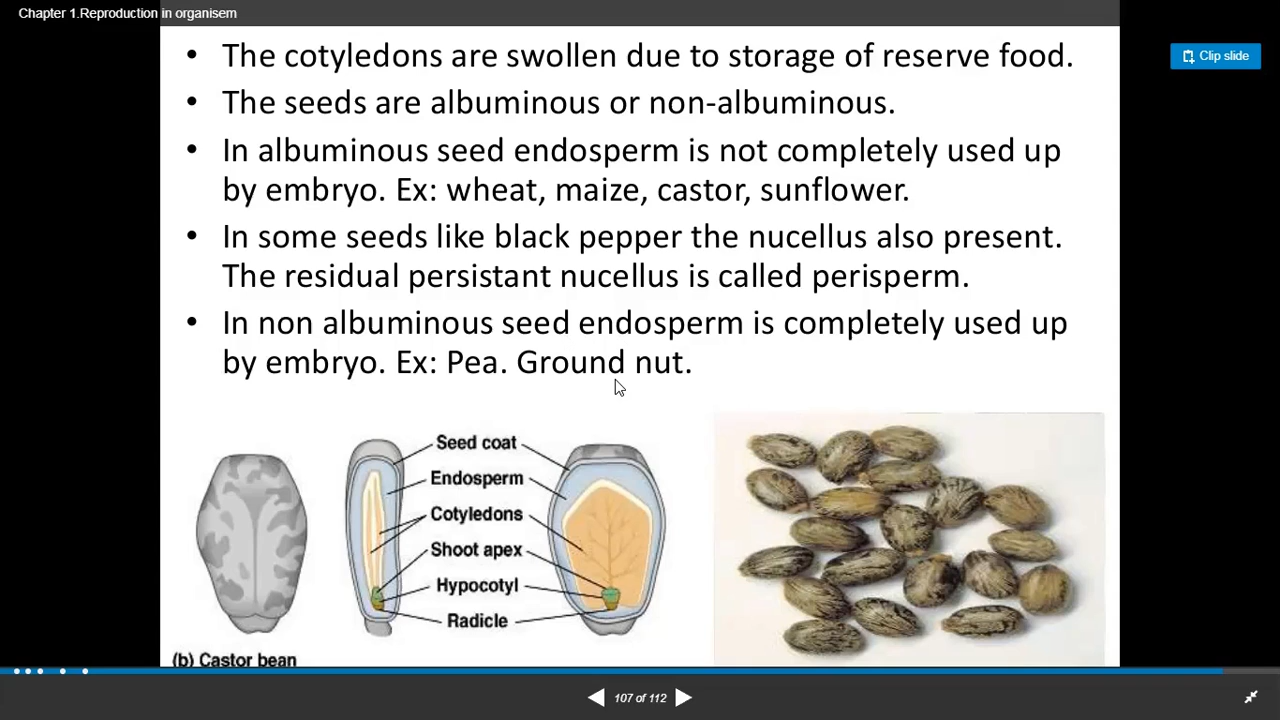 Chapter 1.Reproduction in organisem
Clip slide
• The cotyledons are swollen due to storage of reserve food.
• The seeds are albuminous or non-albuminous.
• In albuminous seed endosperm is not completely used up
by embryo. Ex: wheat, maize, castor, sunflower.
• In some seeds like black pepper the nucellus also present.
The residual persistant nucellus is called perisperm.
• In non albuminous seed endosperm is completely used up
by embryo. Ex: Pea. Ground nut.
Seed coat
Endosperm
Cotyledons
Shoot apex
Hypocotyl
Radicle
(b) Castor bean
107 of 112